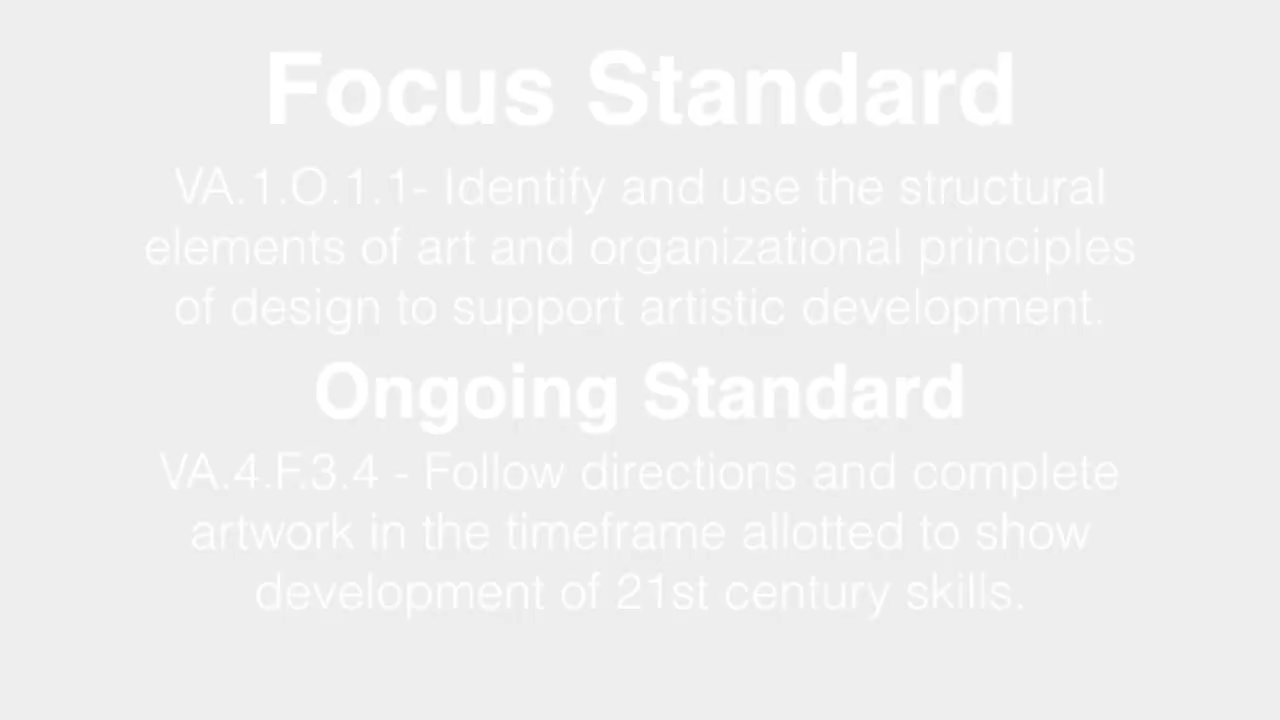 Focus Standard
VA.1.O.1.1- Identify and use the structural
elements of art and organizational principles
of design to support artistic development.
Ongoing Standard
VA.4.F.3.4 - Follow directions and complete
artwork in the timeframe allotted to show
development of 21st century skills.